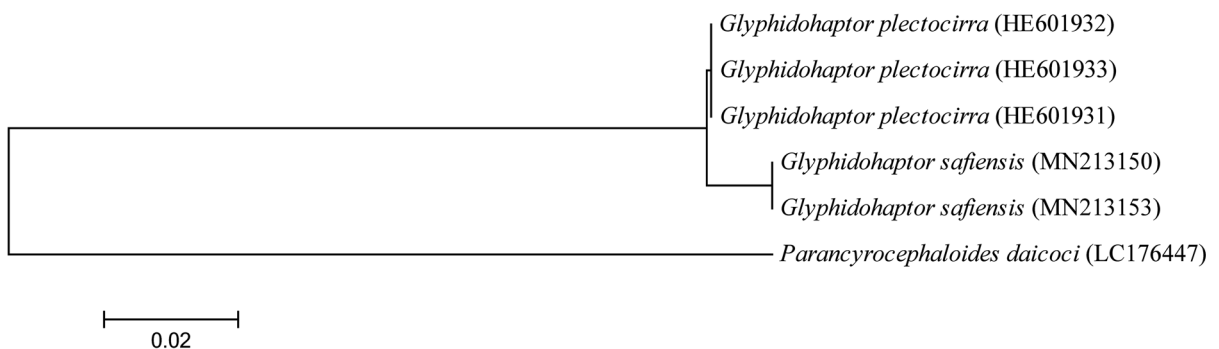 Glyphidohaptor plectocirra (HE601932)
Glyphidohaptor plectocirra (HE601933)
Glyphidohaptor plectocirra (HE601931)
Glyphidohaptor safiensis (MN213150)
Glyphidohaptor safiensis (MN213153)
Parancyrocephaloides daicoci (LC176447)
0.02